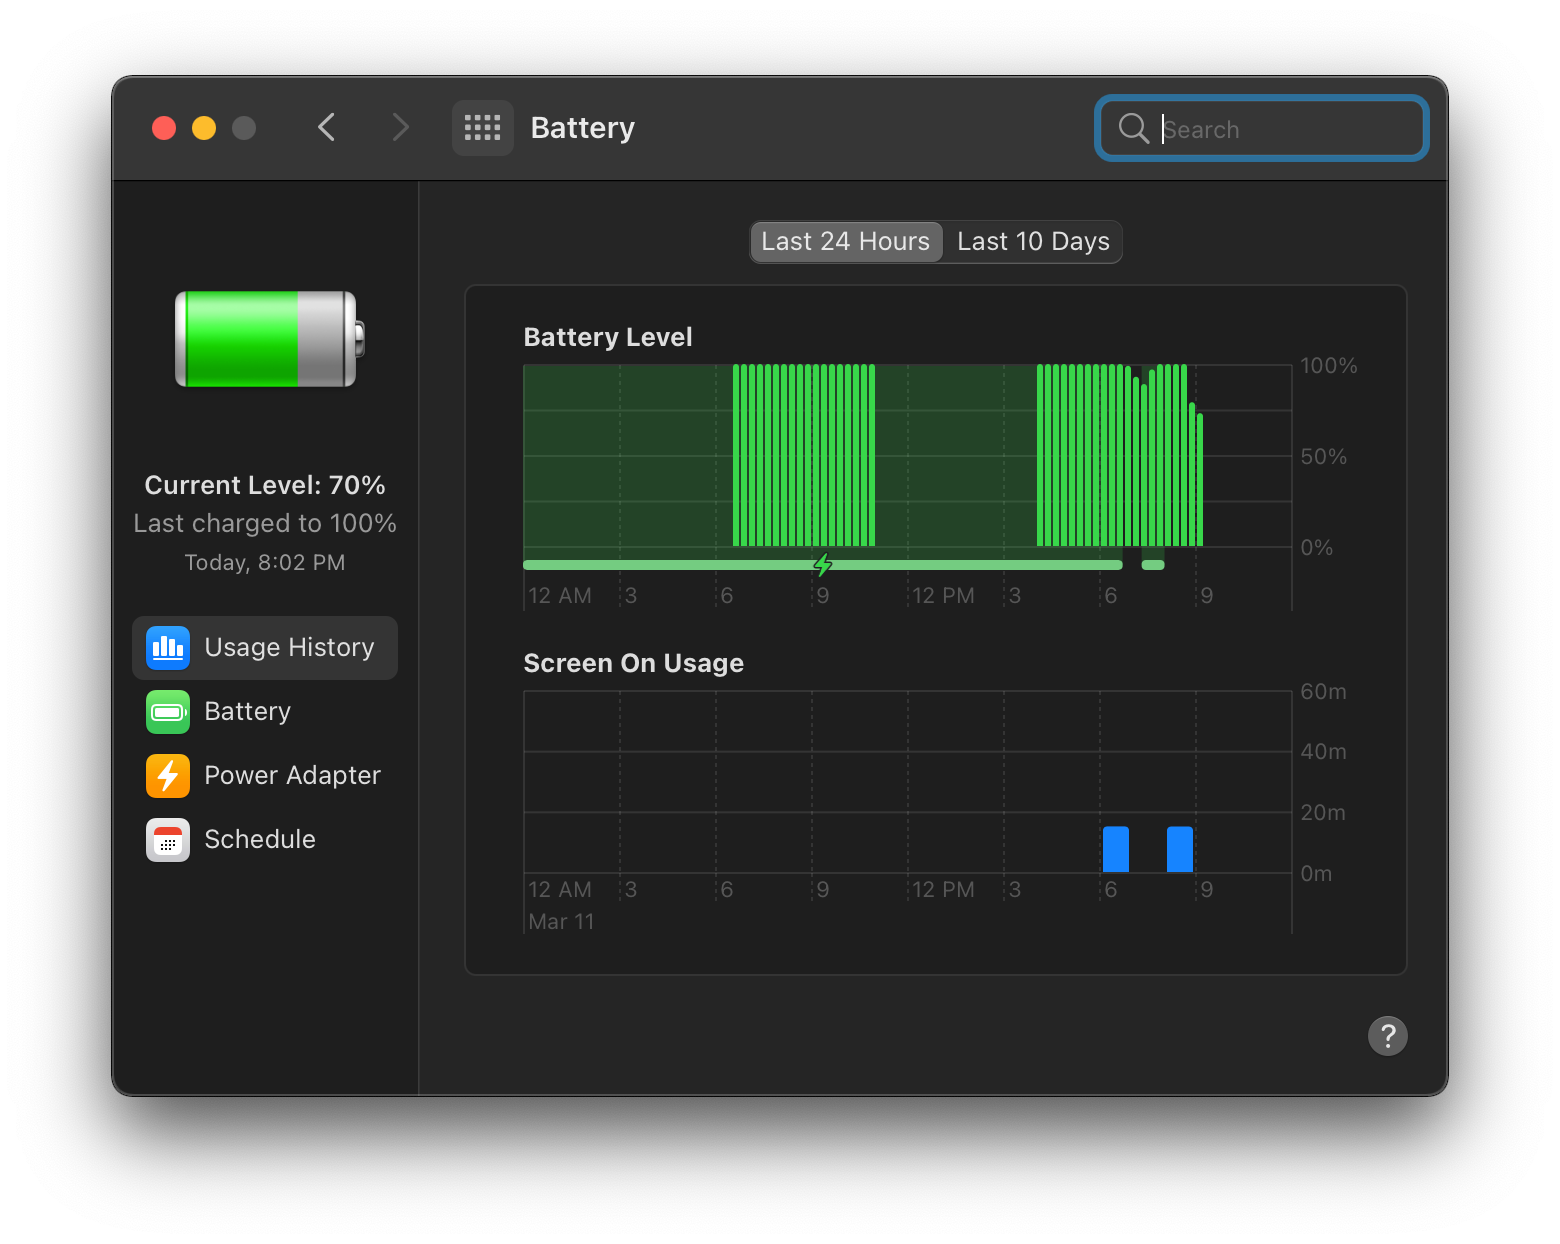 Battery
Search
Last 24 Hours
Last 10 Days
Current Level: 70%
Last charged to 100%
Today, 8:02 PM
Usage History
Battery
Power Adapter
Schedule
Battery Level
100%
50%
0%
12 AM 3 6 9 12 PM 3 6 9
Screen On Usage
60m
40m
20m
0m
12 AM 3 6 9 12 PM 3 6 9
Mar 11
?